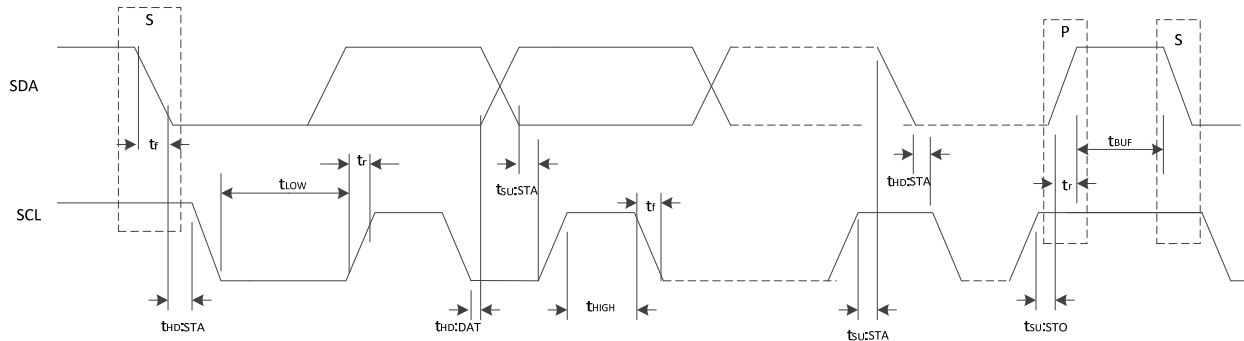 S
P
S
SDA
tf
tr
tLOW
tSU:STA
tf
tHD:STA
tBUF
tr
SCL
tHD:STA
tHD:DAT
tHIGH
tSU:STA
tSU:STO